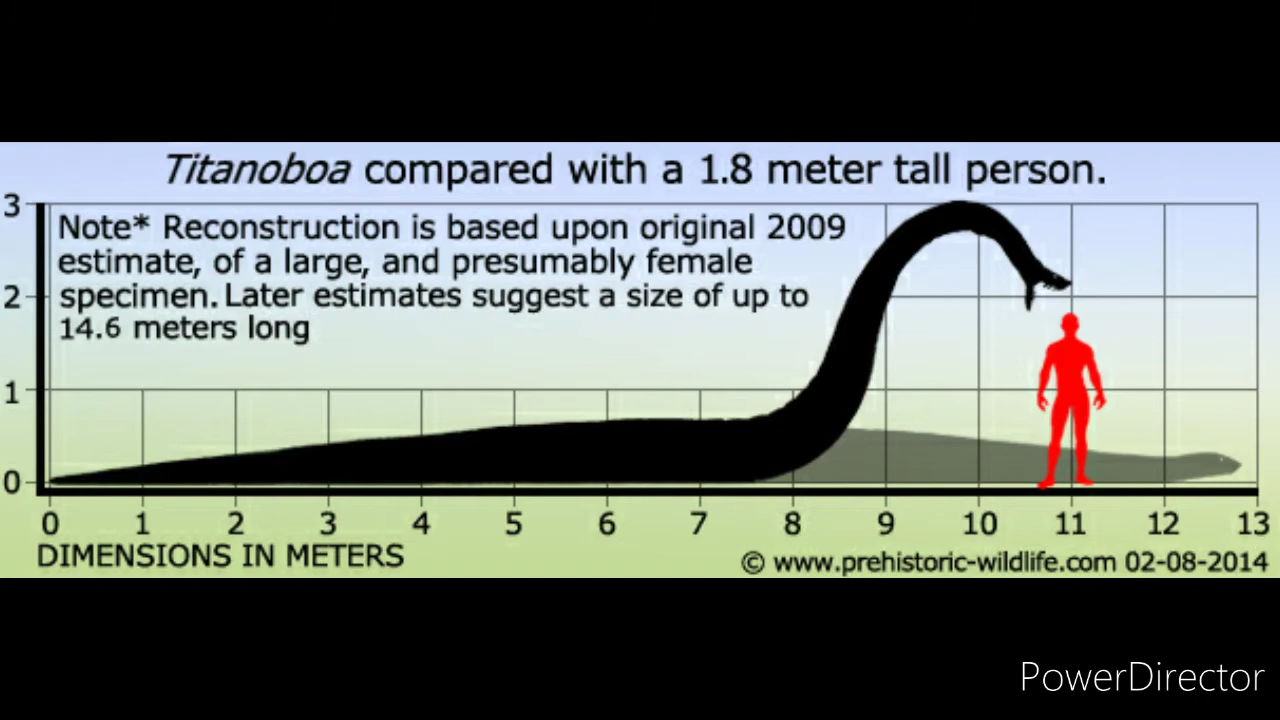 Titanoboa compared with a 1.8 meter tall person.
3
Note* Reconstruction is based upon original 2009
estimate, of a large, and presumably female
2
specimen. Later estimates suggest a size of up to
14.6 meters long
1
0
0 1 2 3 4 5 6 7 8 9 10 11 12 13
DIMENSIONS IN METERS
© www.prehistoric-wildlife.com 02-08-2014
PowerDirector